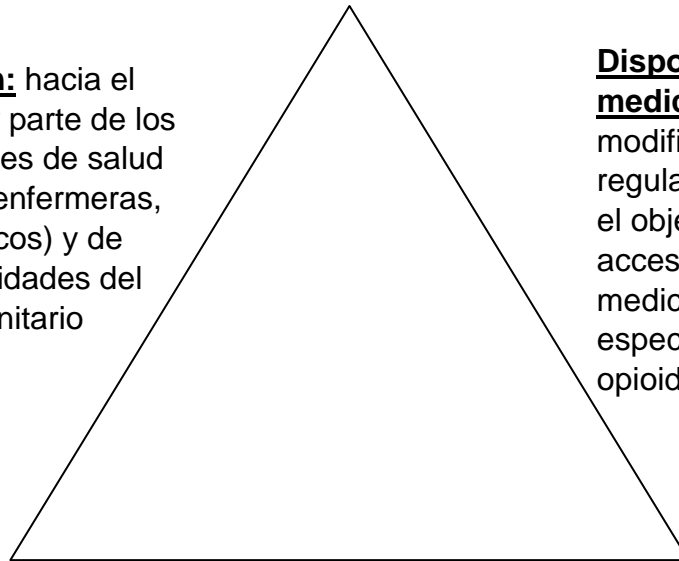 n: hacia el
parte de los
es de salud
enfermeras,
cos) y de
idades del
nitario
Dispo
medic
modifi
regula
el obje
acces
medic
espec
opioid